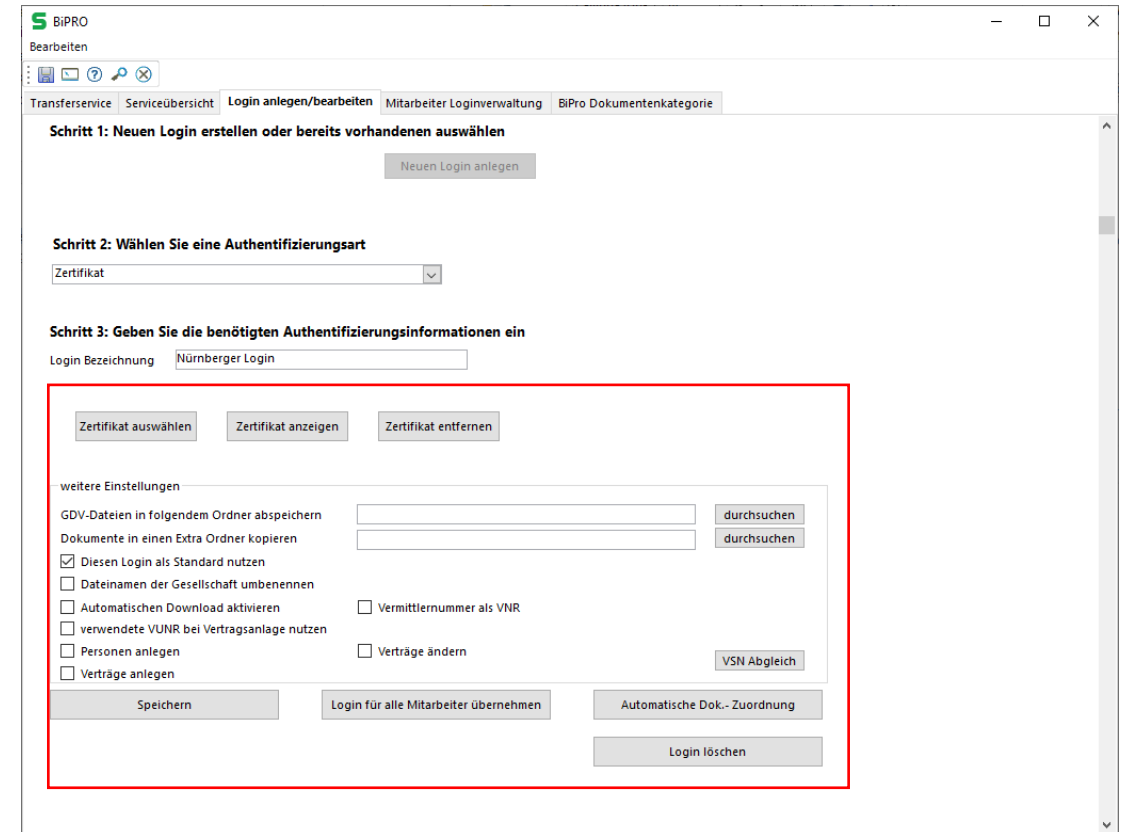 BiPRO
Bearbeiten
Transferservice Serviceübersicht Login anlegen/bearbeiten Mitarbeiter Loginverwaltung BiPro Dokumentenkategorie
Schritt 1: Neuen Login erstellen oder bereits vorhandenen auswählen
Neuen Login anlegen
Schritt 2: Wählen Sie eine Authentifizierungsart
Zertifikat
Schritt 3: Geben Sie die benötigten Authentifizierungsinformationen ein
Login Bezeichnung Nürnberger Login
Zertifikat auswählen Zertifikat anzeigen Zertifikat entfernen
weitere Einstellungen
GDV-Dateien in folgendem Ordner abspeichern durchsuchen
Dokumente in einen Extra Ordner kopieren durchsuchen
Diesen Login als Standard nutzen
Dateinamen der Gesellschaft umbenennen
Automatischen Download aktivieren Vermittlernummer als VNR
verwendete VUNR bei Vertragsanlage nutzen
Personen anlegen Verträge ändern
VSN Abgleich
Verträge anlegen
Speichern Login für alle Mitarbeiter übernehmen Automatische Dok.- Zuordnung
Login löschen